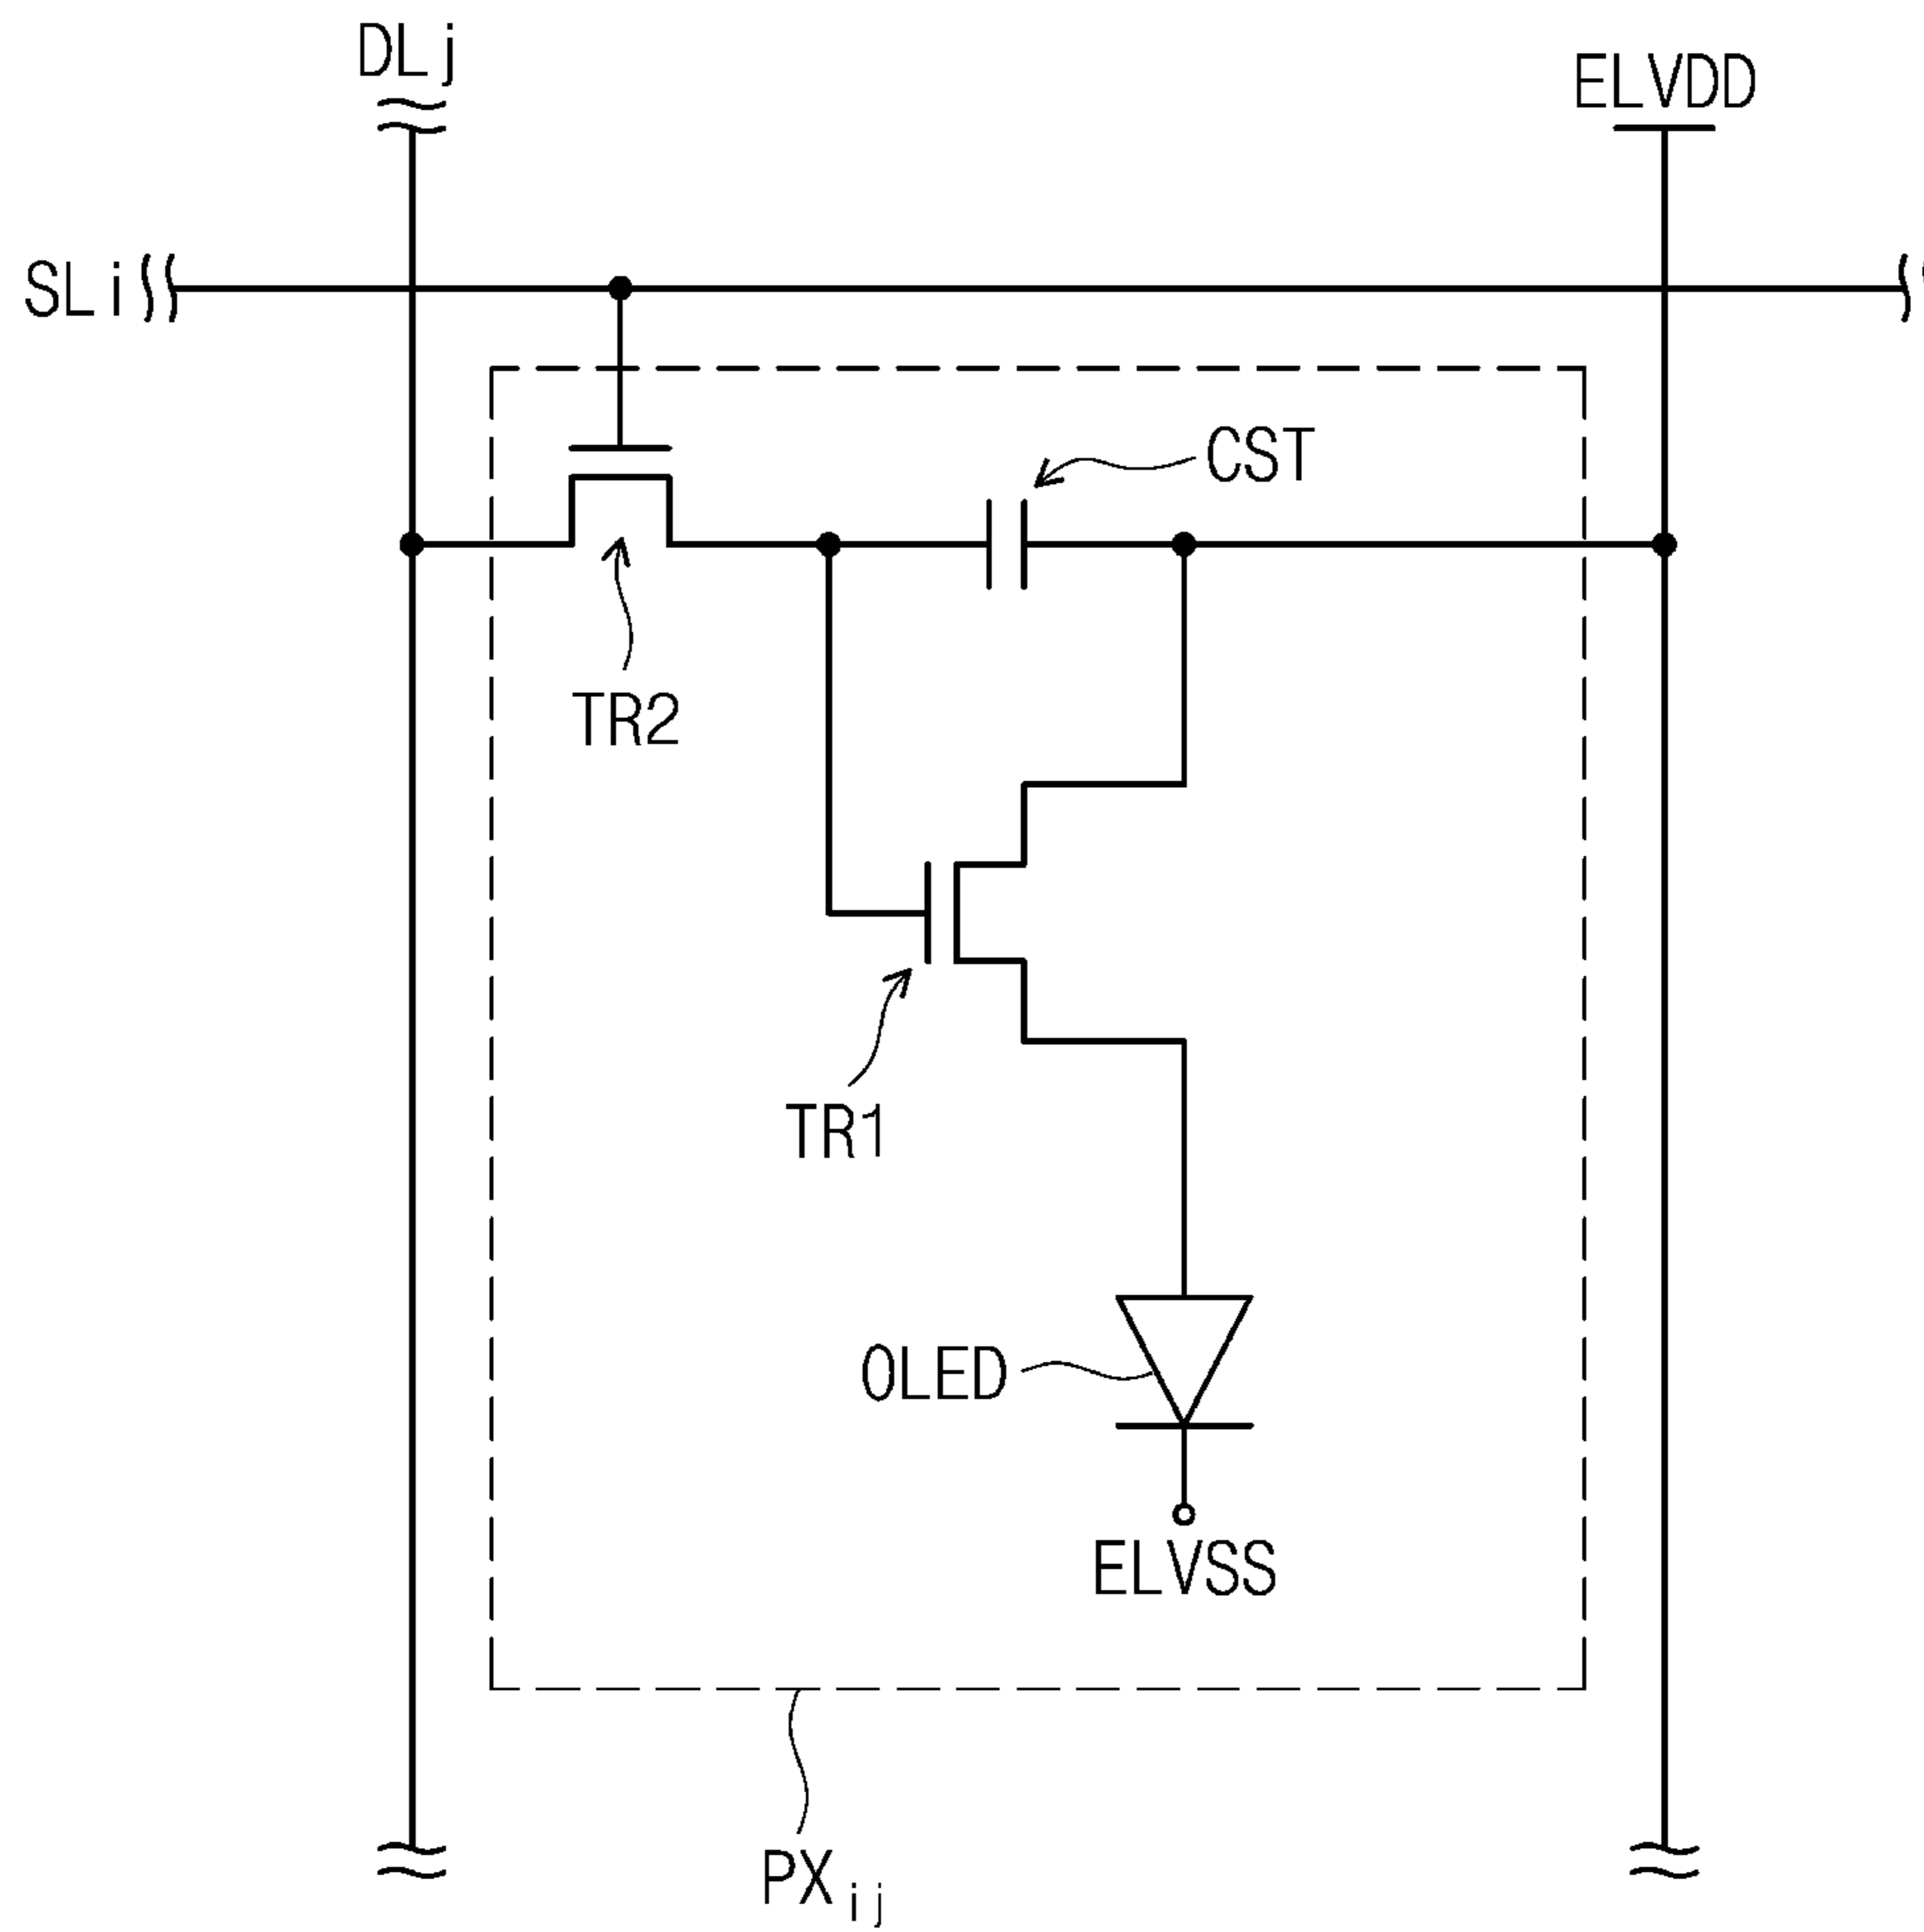 DLj
ELVDD
SLi
CST
TR2
TR1
OLED
ELVSS
PXij